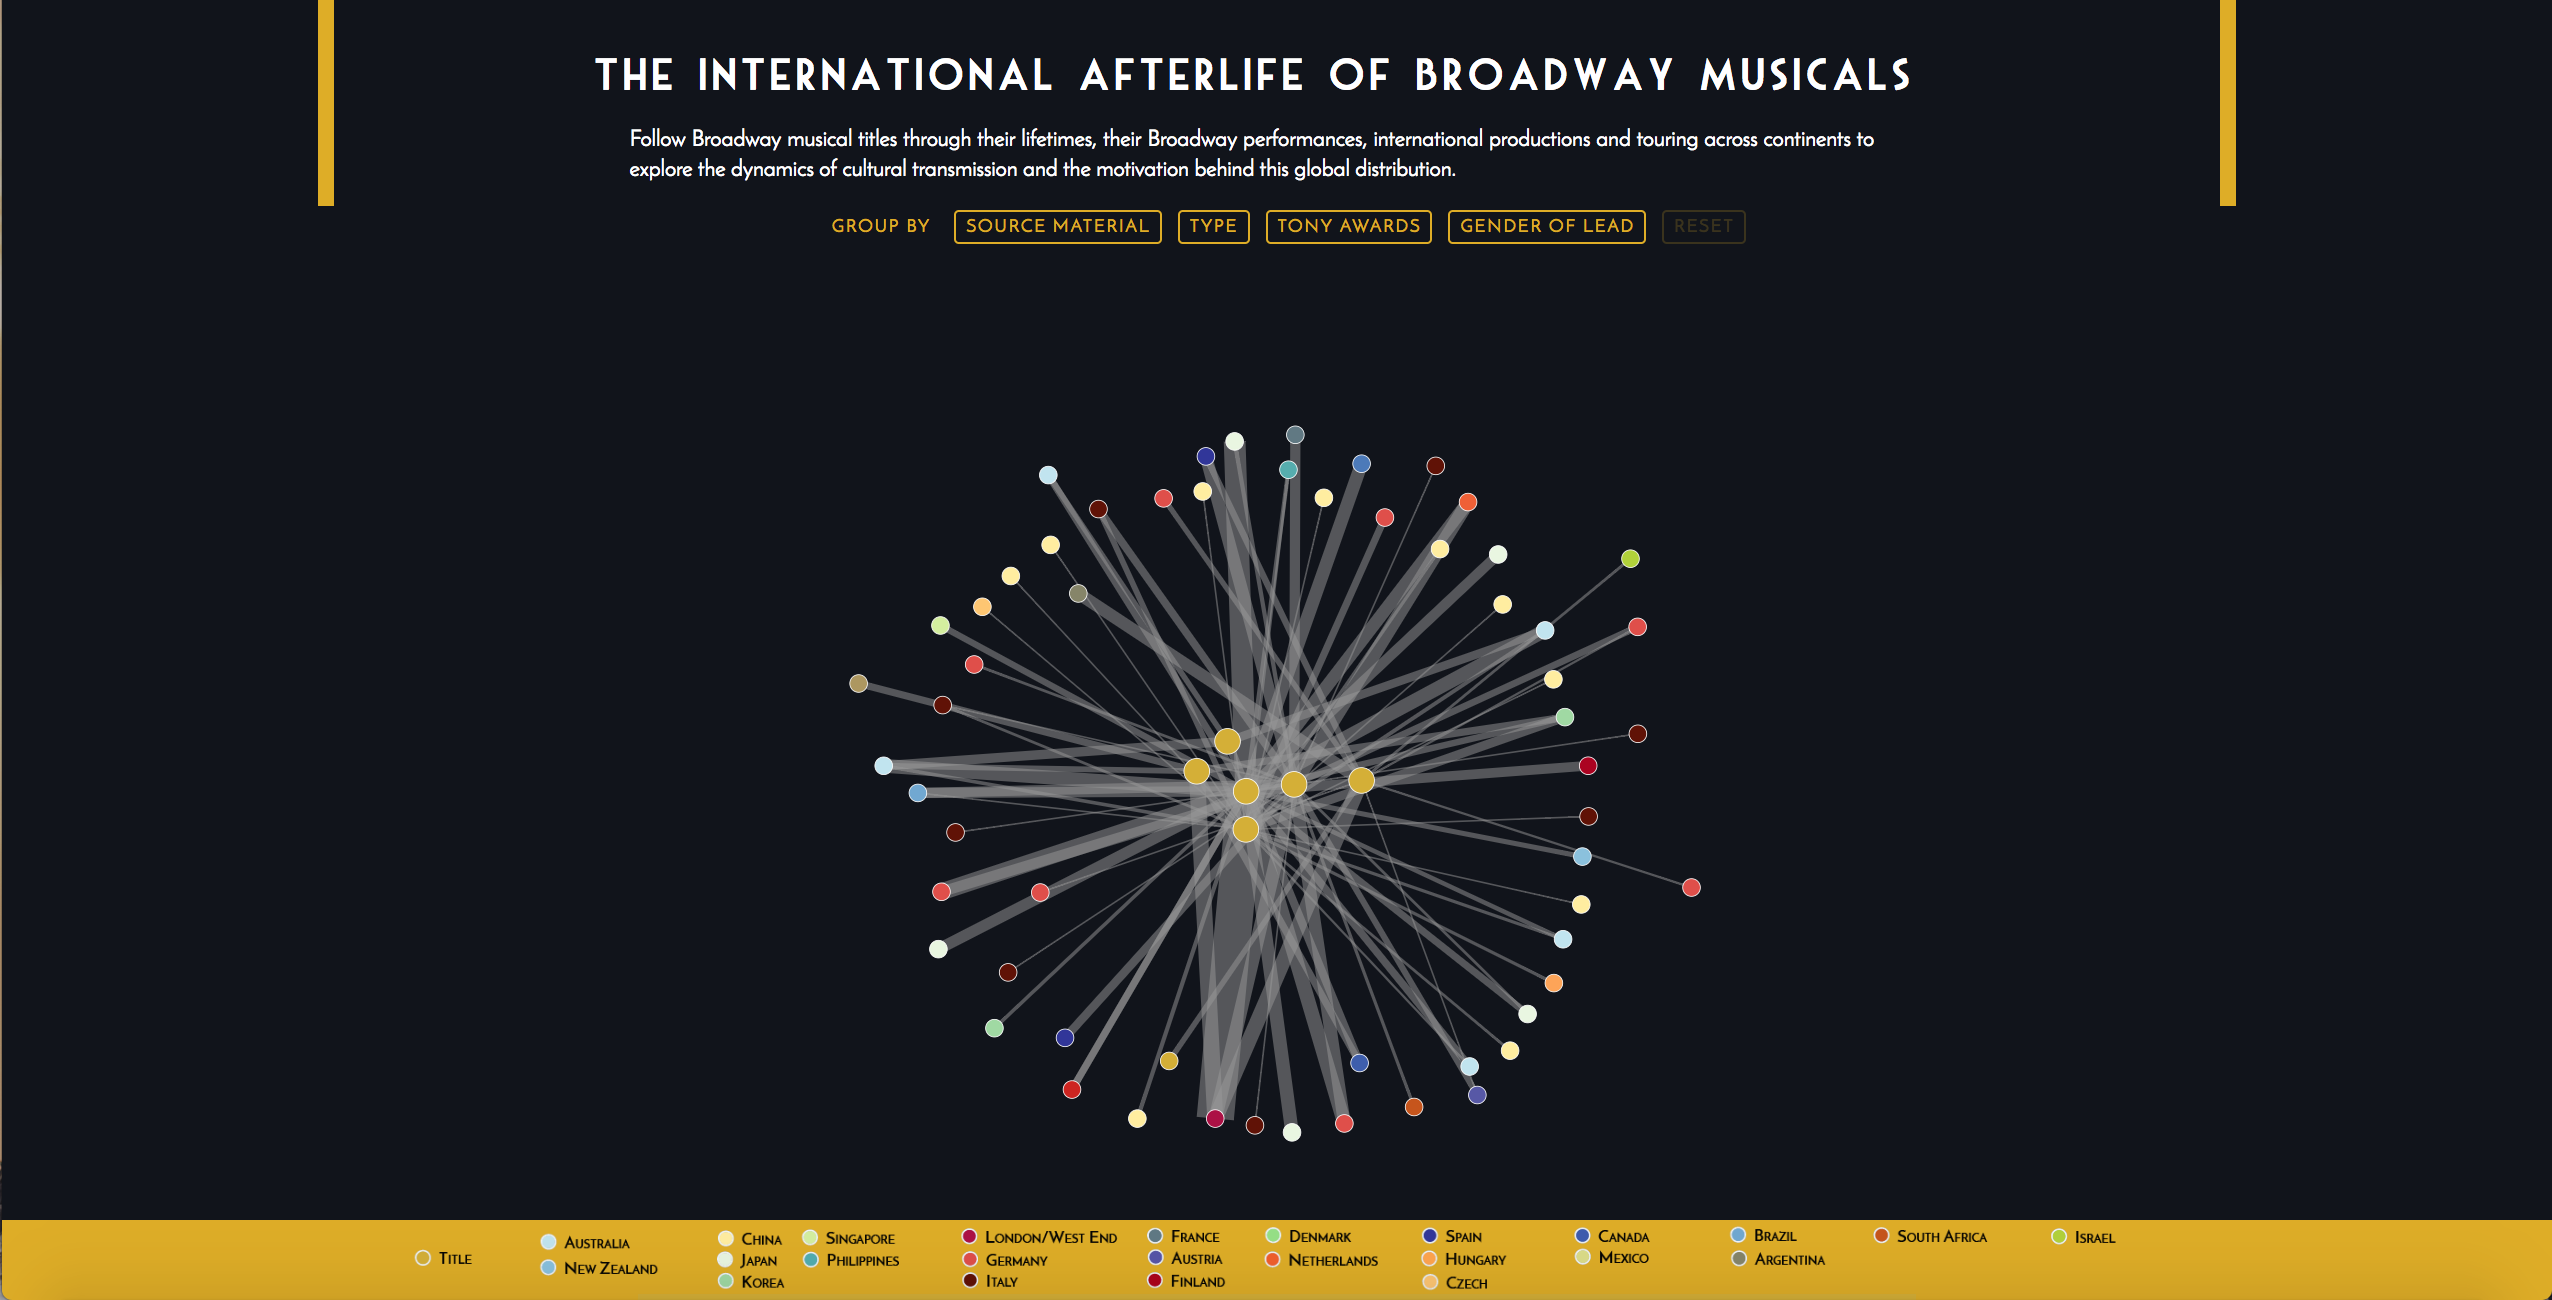 THE INTERNATIONAL AFTERLIFE OF BROADWAY MUSICALS
Follow Broadway musical titles through their lifetimes, their Broadway performances, international productions and touring across continents to
explore the dynamics of cultural transmission and the motivation behind this global distribution.
GROUP BY
SOURCE MATERIAL
TYPE
TONY AWARDS
GENDER OF LEAD
RESET
TITLE
AUSTRALIA
NEW ZEALAND
CHINA
JAPAN
KOREA
SINGAPORE
PHILIPPINES
LONDON/WEST END
GERMANY
ITALY
FRANCE
AUSTRIA
FINLAND
DENMARK
NETHERLANDS
SPAIN
HUNGARY
CZECH
CANADA
MEXICO
BRAZIL
ARGENTINA
SOUTH AFRICA
ISRAEL